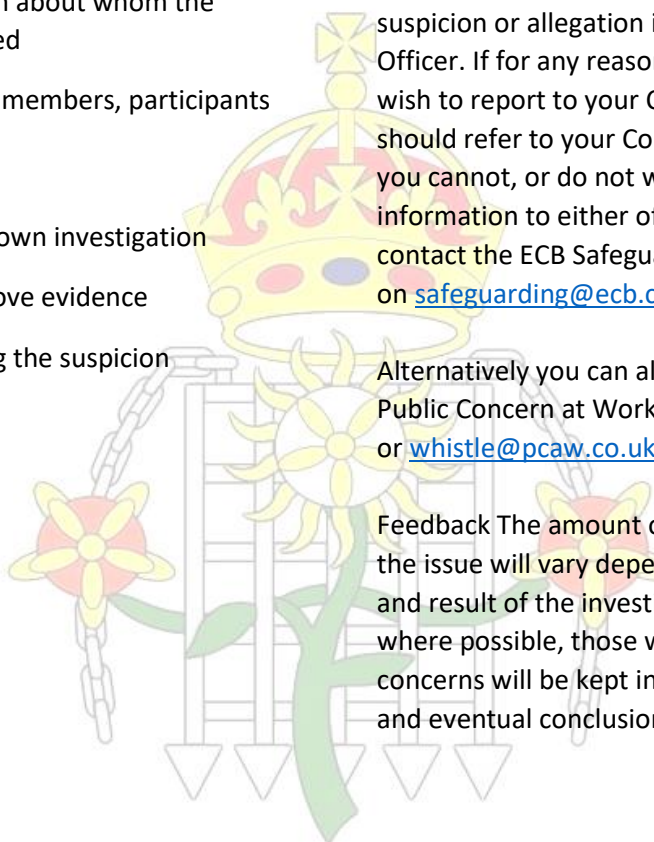 n about whom the
ed
members, participants
own investigation
ove evidence
g the suspicion
suspicion or allegation i
Officer. If for any reaso
wish to report to your C
should refer to your Co
you cannot, or do not w
information to either of
contact the ECB Safegua
on safeguarding@ecb.c
Alternatively you can al
Public Concern at Work
or whistle@pcaw.co.uk
Feedback The amount o
the issue will vary depe
and result of the invest
where possible, those w
concerns will be kept in
and eventual conclusion